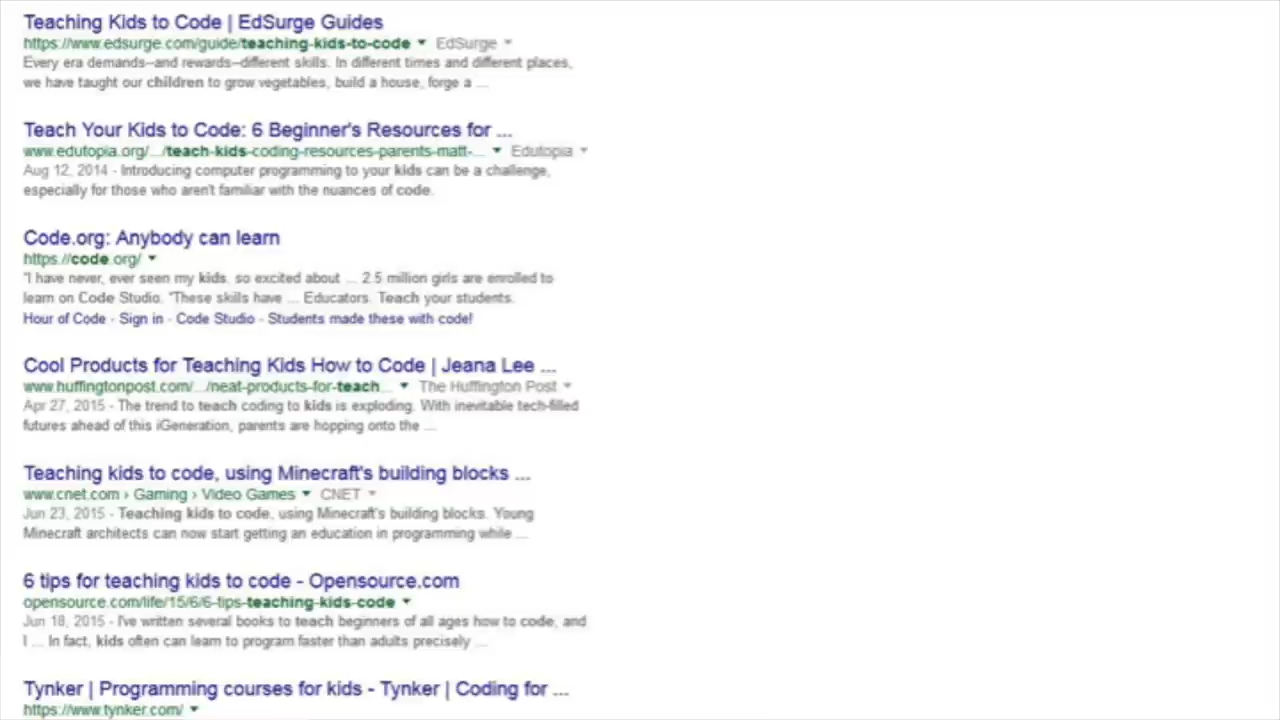 Teaching Kids to Code | EdSurge Guides
https://www.edsurge.com/guide/teaching-kids-to-code ▼ EdSurge ▼
Every era demands--and rewards--different skills. In different times and different places,
we have taught our children to grow vegetables, build a house, forge a ...
Teach Your Kids to Code: 6 Beginner's Resources for ...
www.edutopia.org/.../teach-kids-coding-resources-parents-matt-... ▼ Edutopia ▼
Aug 12, 2014 - Introducing computer programming to your kids can be a challenge,
especially for those who aren't familiar with the nuances of code.
Code.org: Anybody can learn
https://code.org/ ▼
"I have never, ever seen my kids, so excited about ... 2.5 million girls are enrolled to
learn on Code Studio. "These skills have ... Educators. Teach your students.
Hour of Code - Sign in - Code Studio - Students made these with code!
Cool Products for Teaching Kids How to Code | Jeana Lee ...
www.huffingtonpost.com/.../neat-products-for-teach... ▼ The Huffington Post ▼
Apr 27, 2015 - The trend to teach coding to kids is exploding. With inevitable tech-filled
futures ahead of this iGeneration, parents are hopping onto the ...
Teaching kids to code, using Minecraft's building blocks ...
www.cnet.com › Gaming › Video Games ▼ CNET ▼
Jun 23, 2015 - Teaching kids to code, using Minecraft's building blocks. Young
Minecraft architects can now start getting an education in programming while ...
6 tips for teaching kids to code - Opensource.com
opensource.com/life/15/6/6-tips-teaching-kids-code ▼
Jun 18, 2015 - I've written several books to teach beginners of all ages how to code, and
I ... In fact, kids often can learn to program faster than adults precisely ...
Tynker | Programming courses for kids - Tynker | Coding for ...
https://www.tynker.com/ ▼